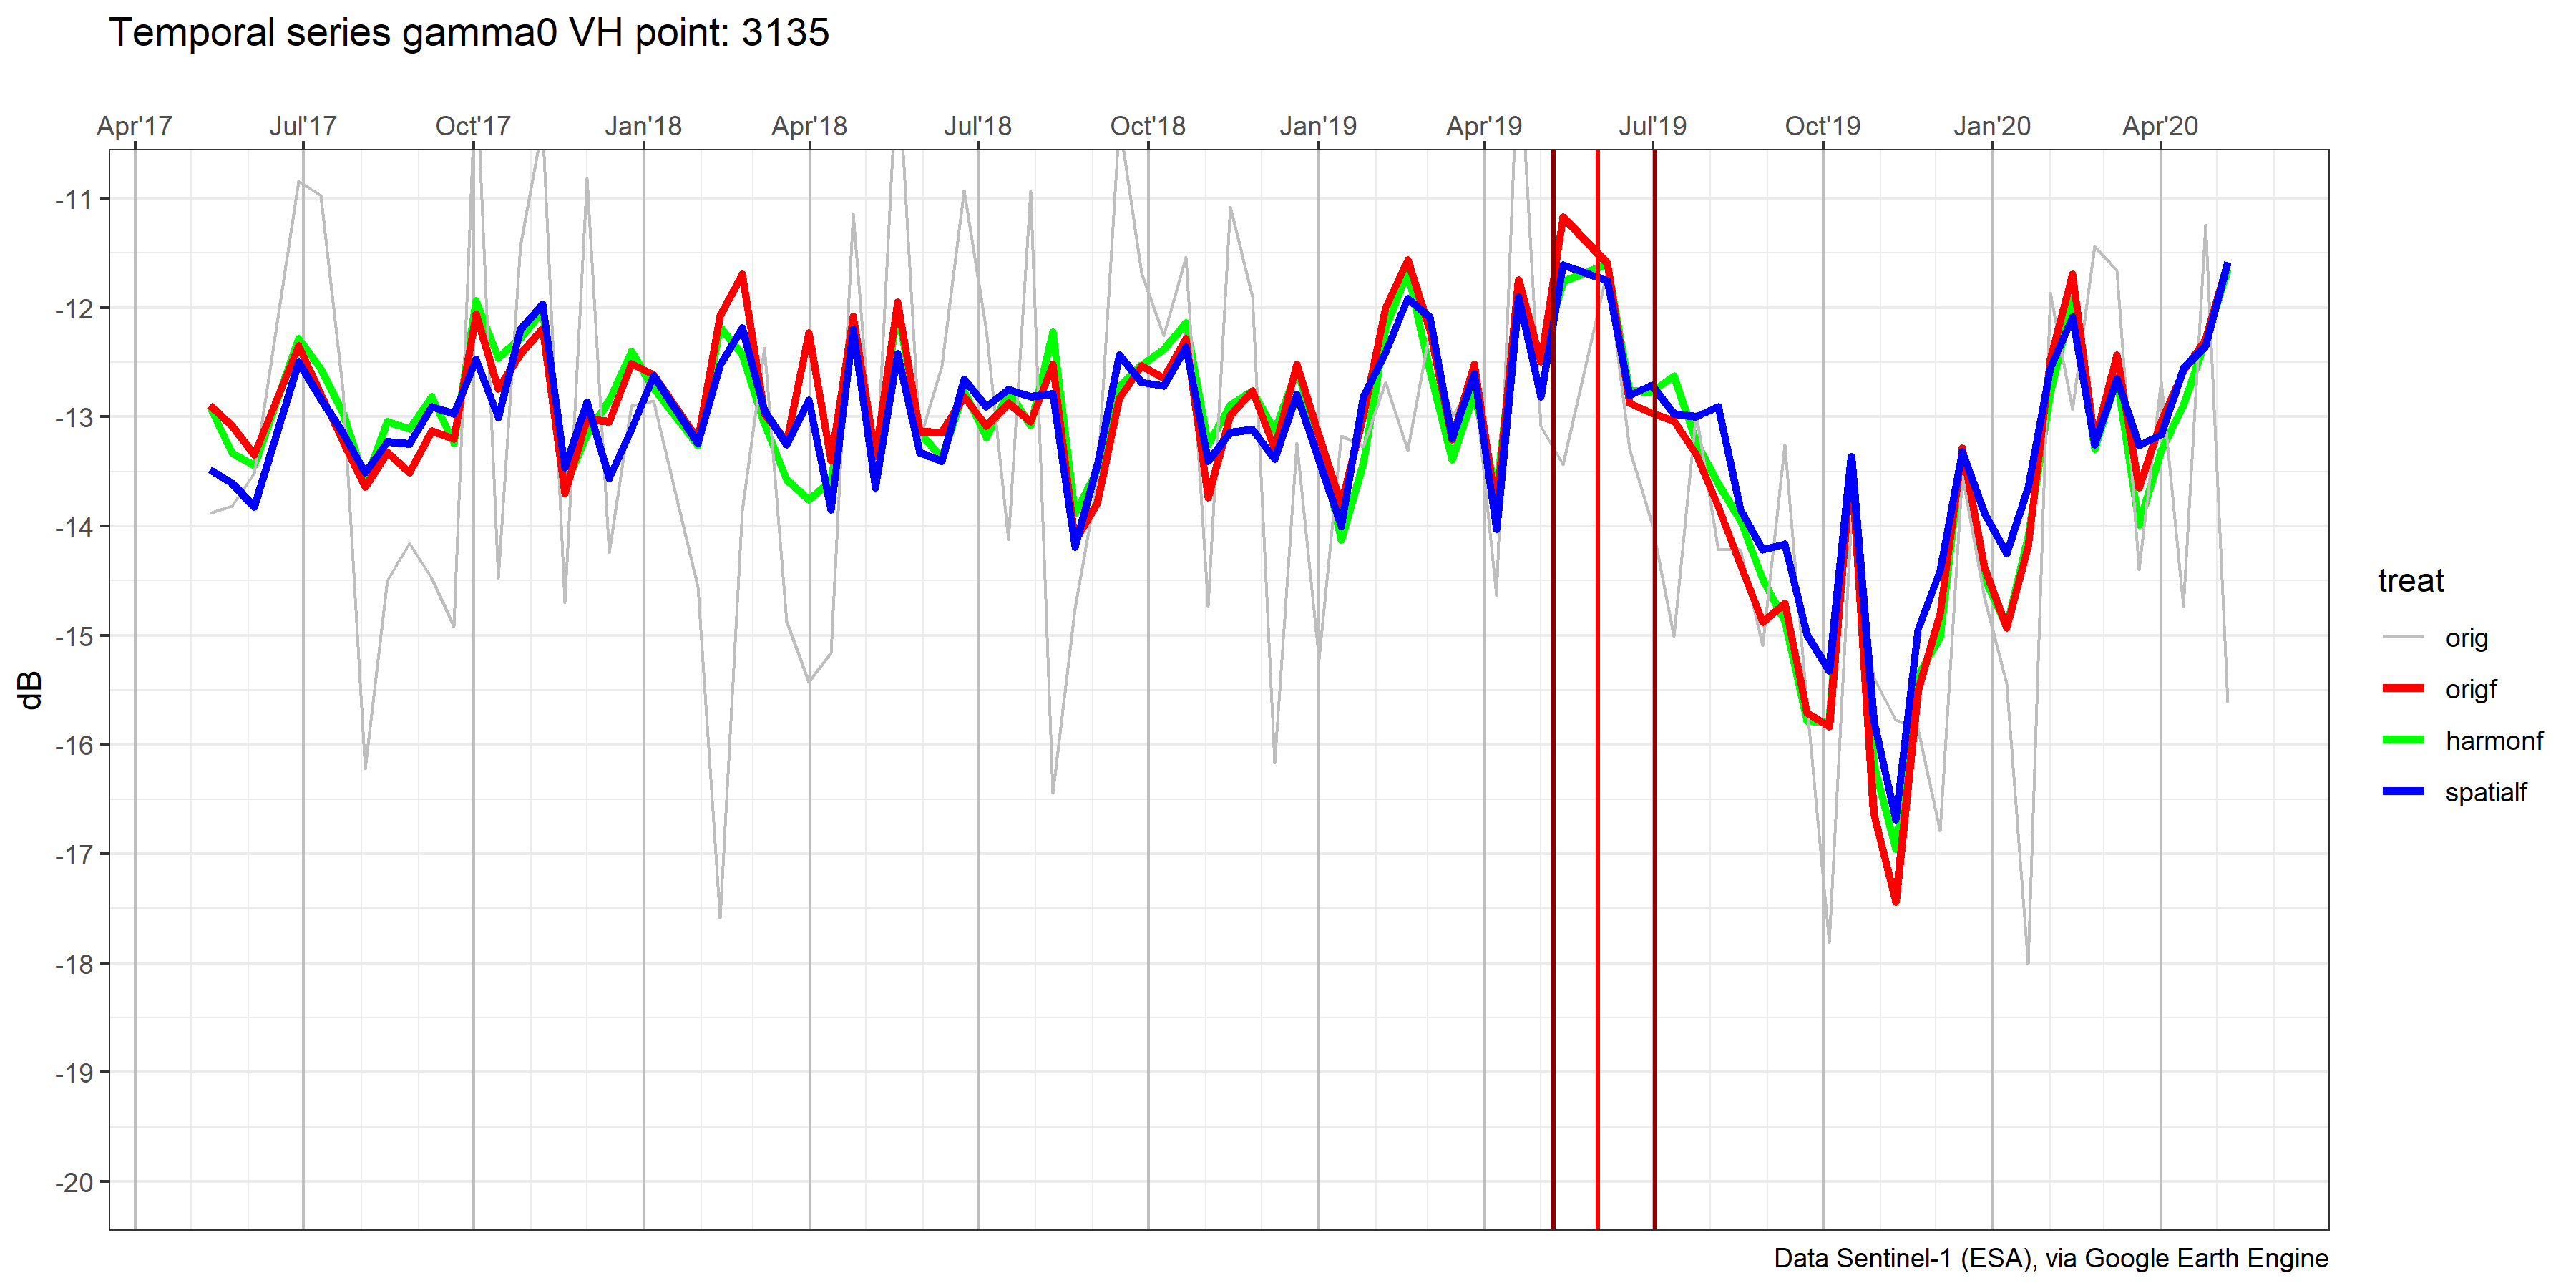 Temporal series gamma0 VH point: 3135
Apr'17 Jul'17 Oct'17 Jan'18 Apr'18 Jul'18 Oct'18 Jan'19 Apr'19 Jul'19 Oct'19 Jan'20 Apr'20
-11
-12
-13
-14
-15
-16
-17
-18
-19
-20
dB
treat
orig
origf
harmonf
spatialf
Data Sentinel-1 (ESA), via Google Earth Engine